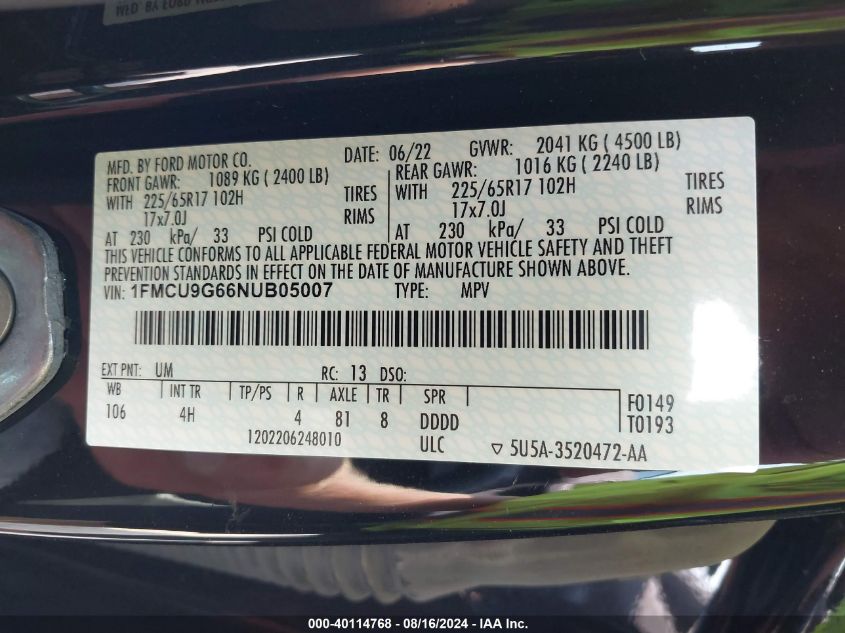 MFD. BY FORD MOTOR CO. DATE: 06/22 GVWR: 2041 KG ( 4500 LB)
FRONT GAWR: 1089 KG ( 2400 LB) REAR GAWR: 1016 KG ( 2240 LB)
WITH 225/65R17 102H TIRES WITH 225/65R17 102H TIRES
17x7.0J RIMS 17x7.0J RIMS
AT 230 kPa/ 33 PSI COLD AT 230 kPa/ 33 PSI COLD
THIS VEHICLE CONFORMS TO ALL APPLICABLE FEDERAL MOTOR VEHICLE SAFETY AND THEFT
PREVENTION STANDARDS IN EFFECT ON THE DATE OF MANUFACTURE SHOWN ABOVE.
VIN: 1FMCU9G66NUB05007 TYPE: MPV
EXT PNT: UM RC: 13 DSO:
WB INT TR TP/PS R AXLE TR SPR F0149
106 4H 4 81 8 DDDD T0193
1202206248010 ULC ▽ 5U5A-3520472-AA
000-40114768 - 08/16/2024 - IAA Inc.